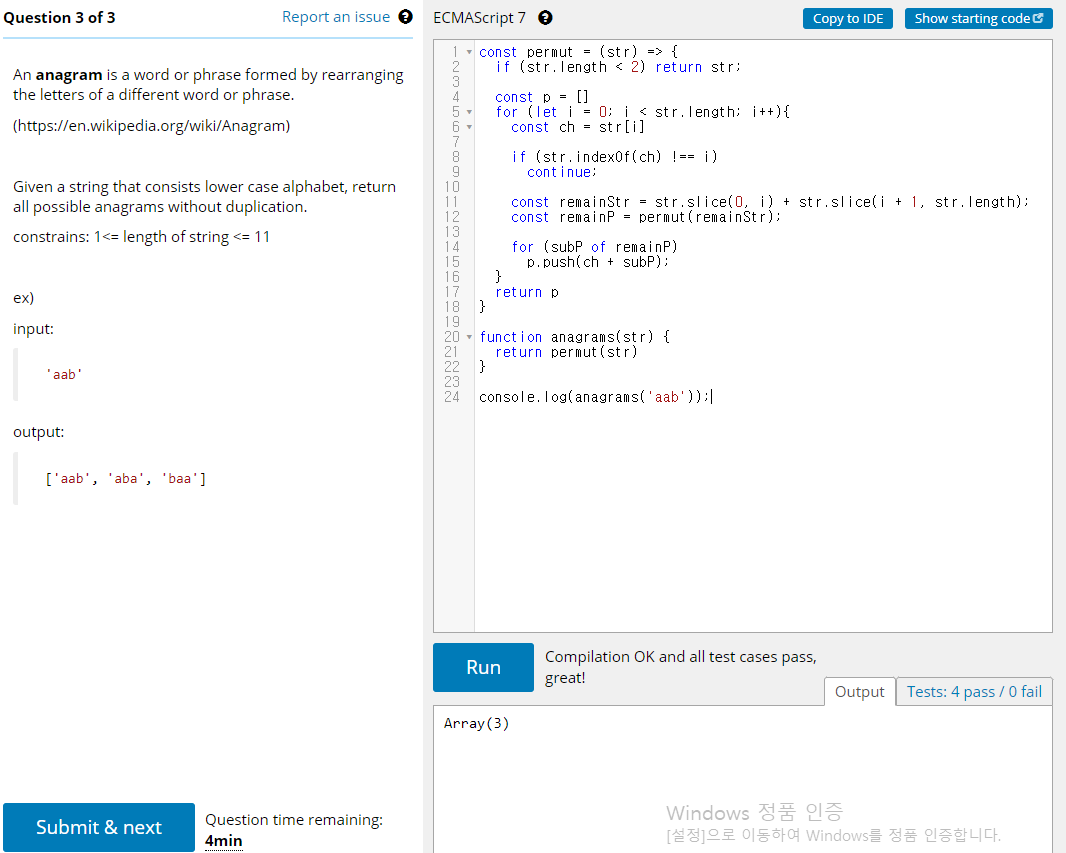 Question 3 of 3
Report an issue
An anagram is a word or phrase formed by rearranging
the letters of a different word or phrase.
(https://en.wikipedia.org/wiki/Anagram)
Given a string that consists lower case alphabet, return
all possible anagrams without duplication.
constrains: 1<= length of string <= 11
ex)
input:
'aab'
output:
['aab', 'aba', 'baa']
Submit & next
Question time remaining:
4min
ECMAScript 7
Copy to IDE
Show starting code
1 const permut = (str) => {
2   if (str.length < 2) return str;
3
4   const p = []
5   for (let i = 0; i < str.length; i++){
6     const ch = str[i]
7
8     if (str.indexOf(ch) !== i)
9       continue;
10
11     const remainStr = str.slice(0, i) + str.slice(i + 1, str.length);
12     const remainP = permut(remainStr);
13
14     for (subP of remainP)
15       p.push(ch + subP);
16   }
17   return p
18 }
19
20 function anagrams(str) {
21   return permut(str)
22 }
23
24 console.log(anagrams('aab'));
Run
Compilation OK and all test cases pass,
great!
Output
Tests: 4 pass / 0 fail
Array(3)
Windows 정품 인증
[설정]으로 이동하여 Windows를 정품 인증합니다.